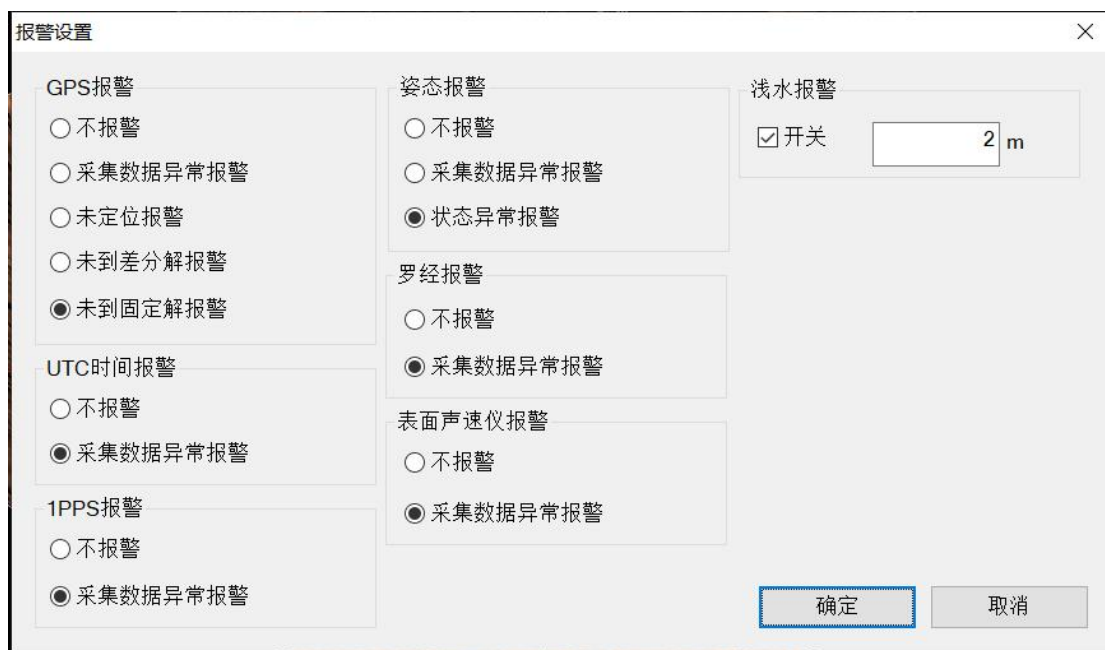 报警设置
GPS报警
不报警
采集数据异常报警
未定位报警
未到差分解报警
未到固定解报警
UTC时间报警
不报警
采集数据异常报警
1PPS报警
不报警
采集数据异常报警
姿态报警
不报警
采集数据异常报警
状态异常报警
罗经报警
不报警
采集数据异常报警
表面声速仪报警
不报警
采集数据异常报警
浅水报警
开关 2 m
确定 取消